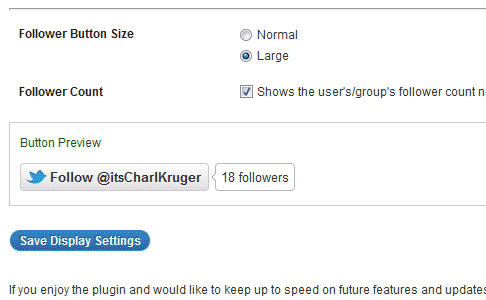 Follower Button Size
Normal
Large
Follower Count
Shows the user's/group's follower count
Button Preview
Follow @itsCharlKruger
18 followers
Save Display Settings
If you enjoy the plugin and would like to keep up to speed on future features and updates